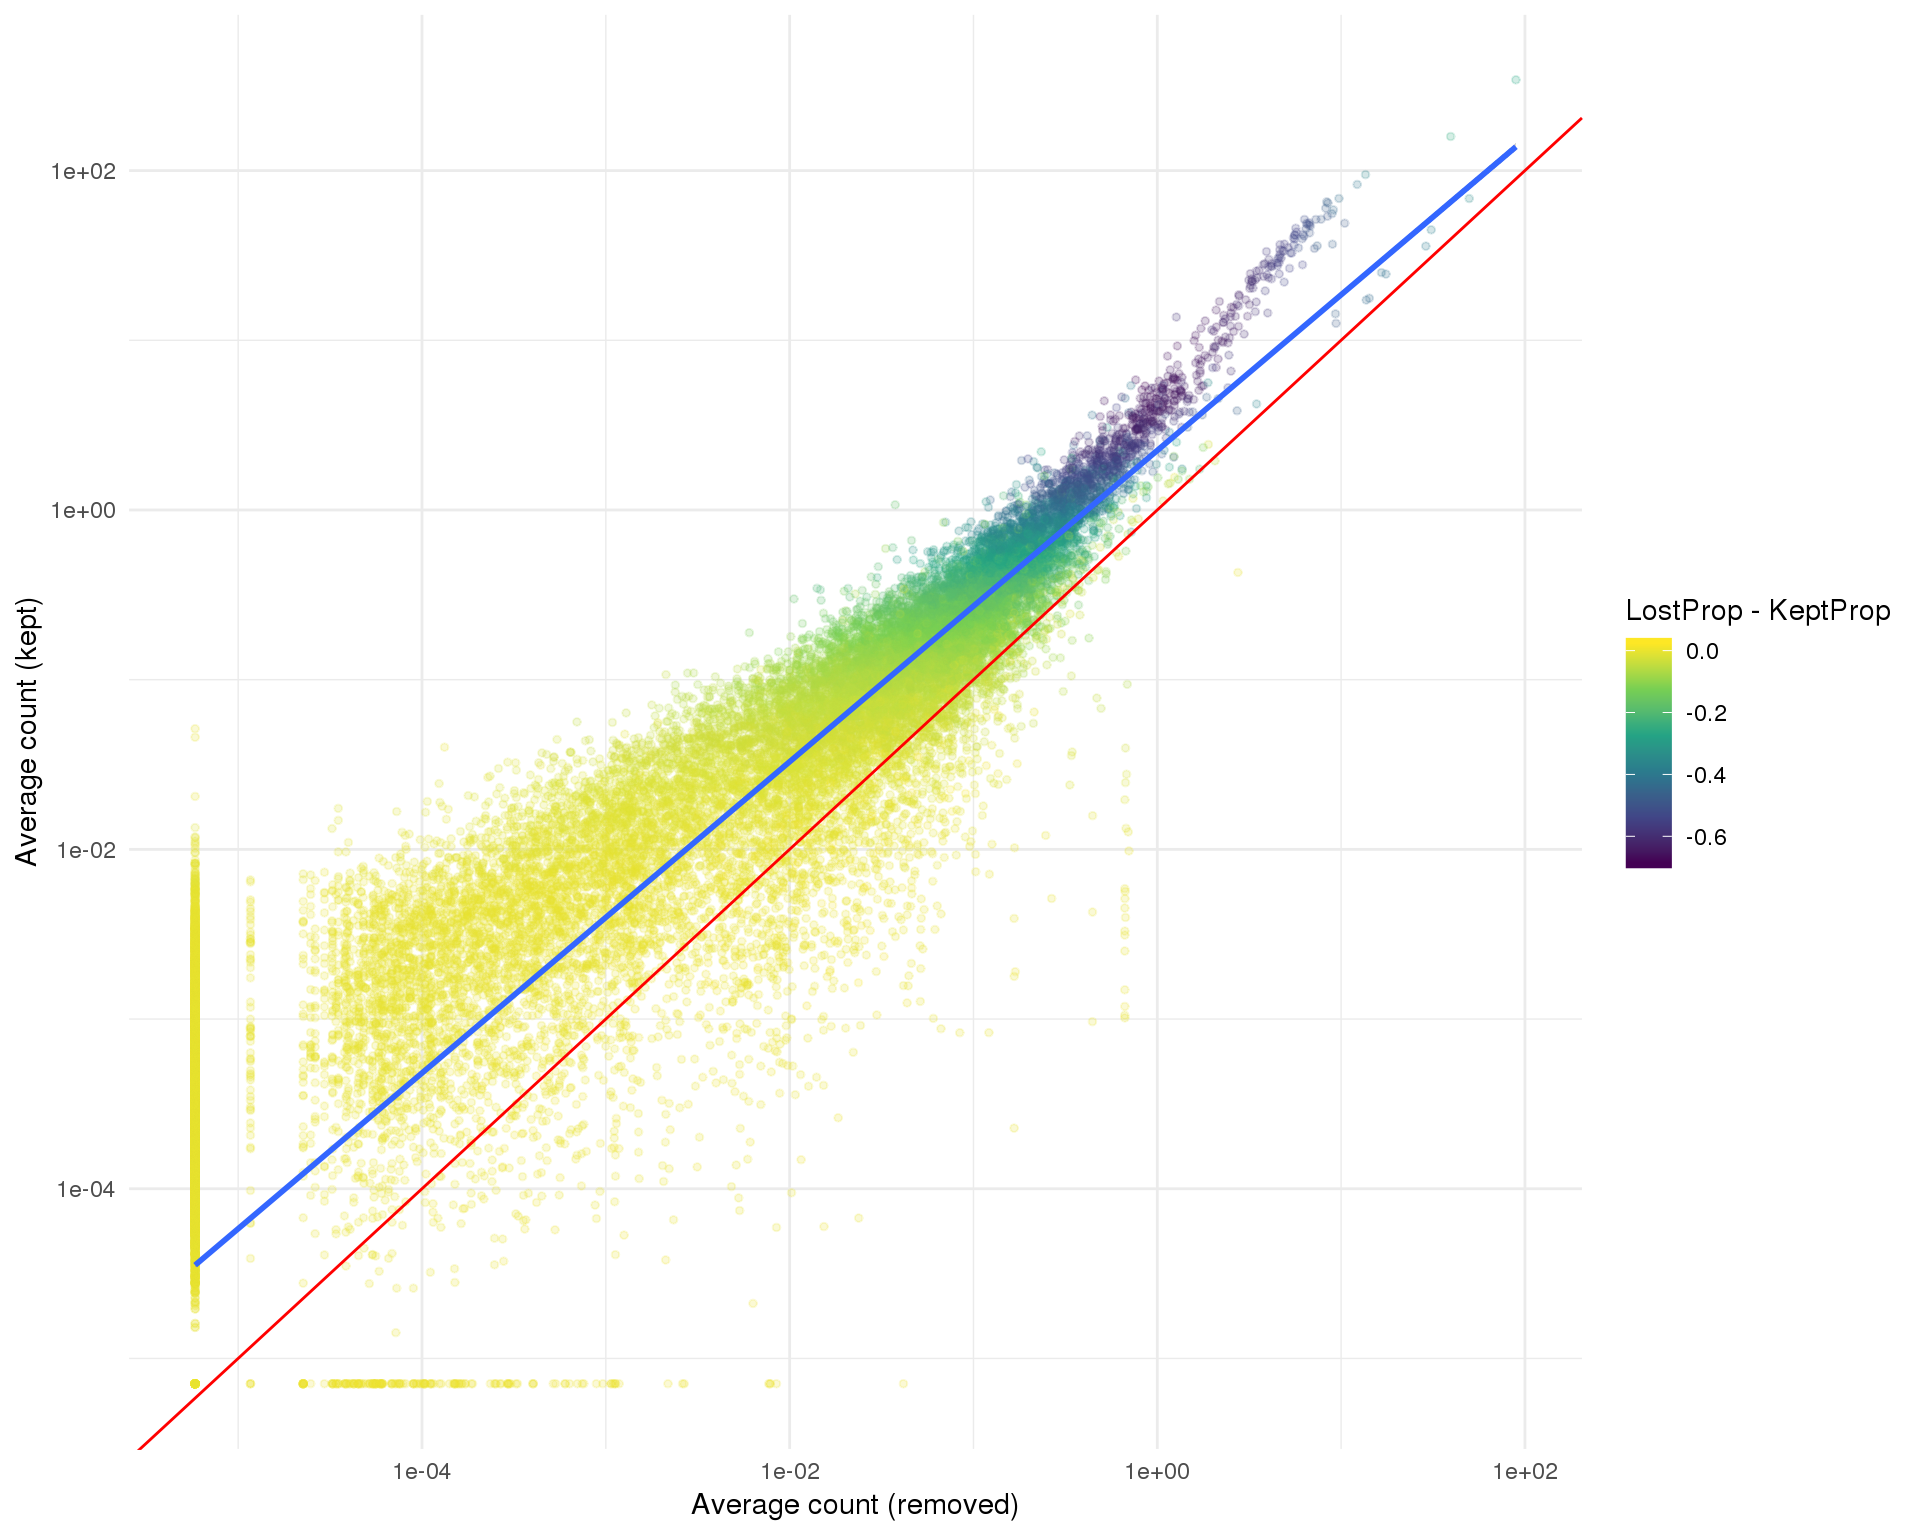 1e+02
1e+00
1e-02
1e-04
Average count (kept)
1e-04
1e-02
1e+00
1e+02
Average count (removed)
LostProp - KeptProp
0.0
-0.2
-0.4
-0.6